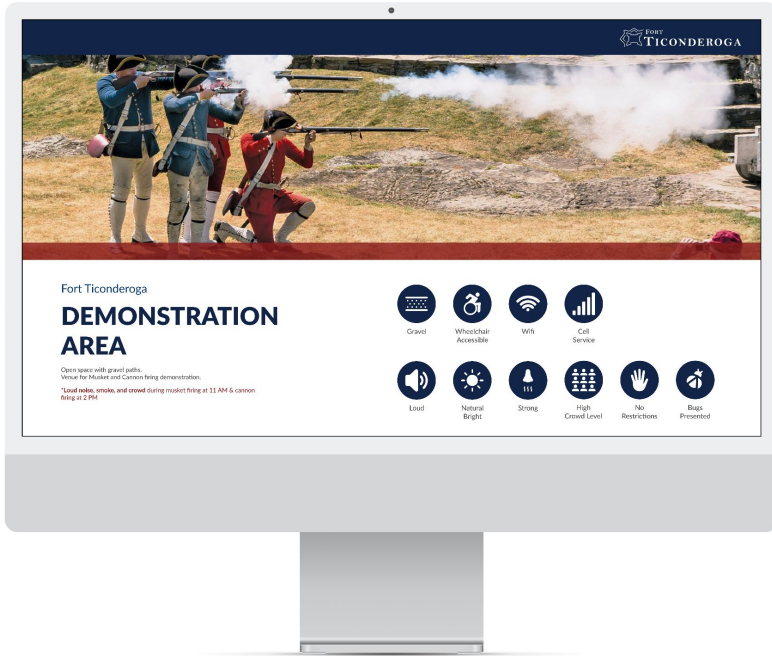 FORT
TICONDEROGA
Fort Ticonderoga
DEMONSTRATION
AREA
Open space with gravel paths.
Venue for Musket and Cannon firing demonstration.
*Loud noise, smoke, and crowd during musket firing at 11 AM & cannon
firing at 2 PM
Gravel
Wheelchair
Accessible
Wifi
Cell
Service
Loud
Natural
Bright
Strong
High
Crowd Level
No
Restrictions
Bugs
Presented